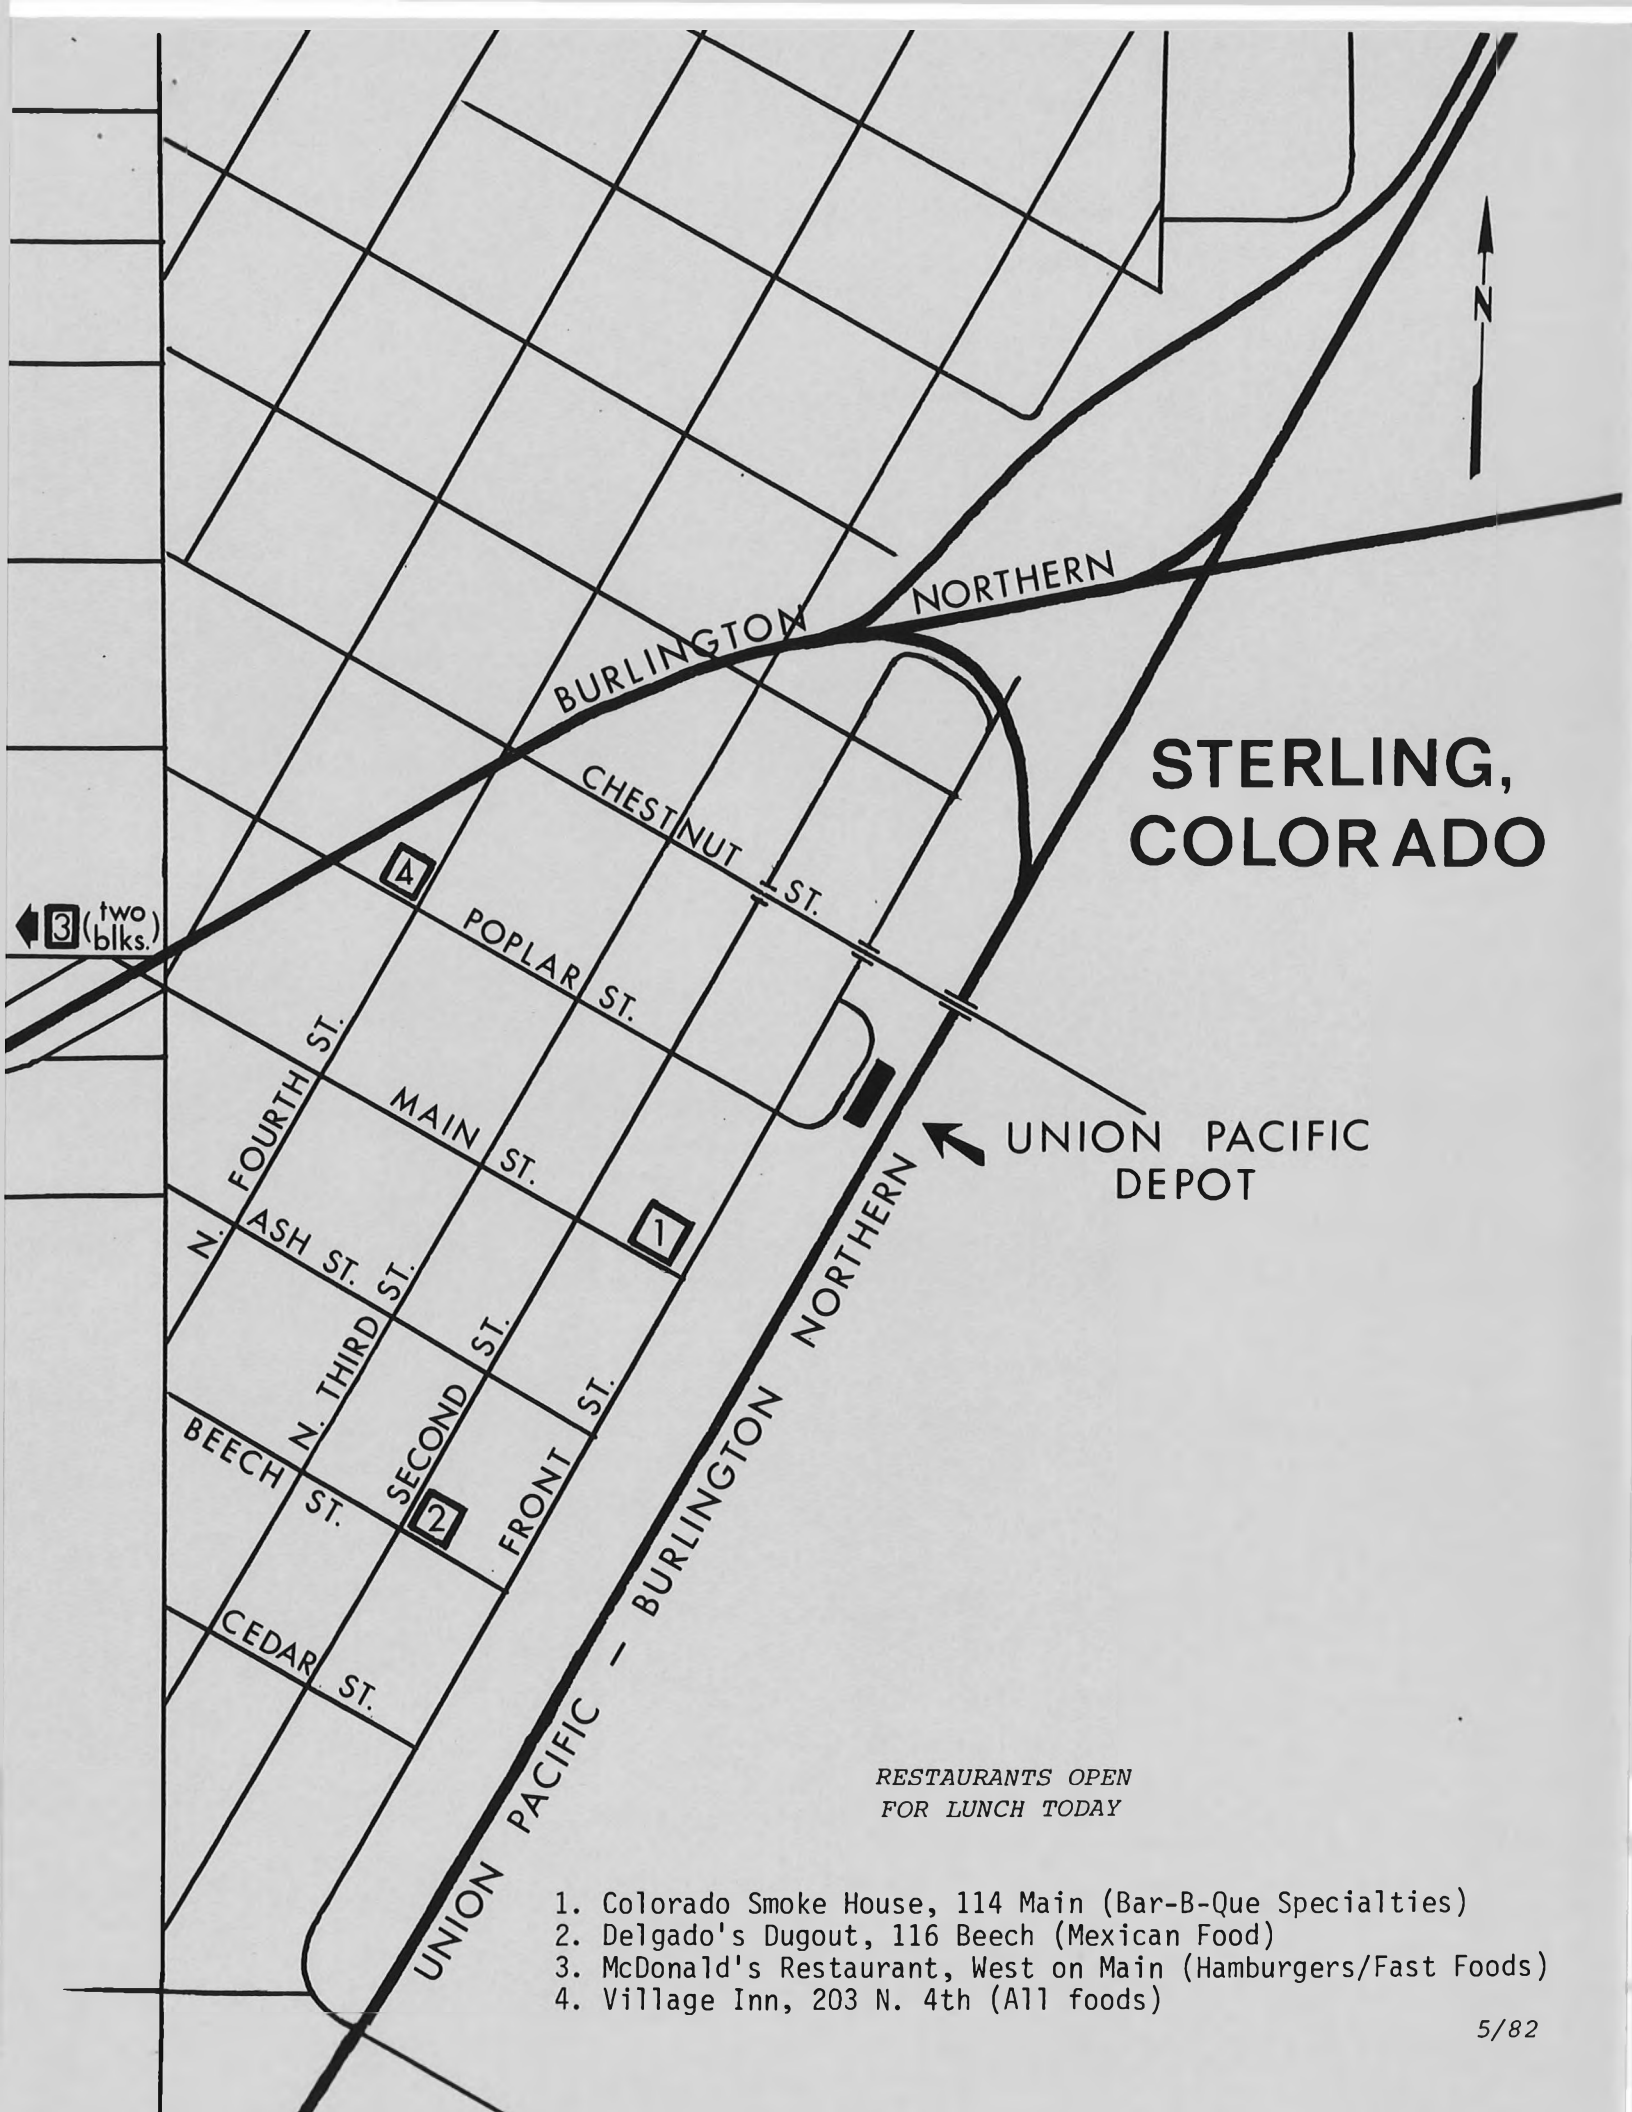 N
BURLINGTON NORTHERN
STERLING,
COLORADO
CHESTNUT ST.
4
3 (two
blks.)
POPLAR ST.
N. FOURTH ST.
MAIN ST.
UNION PACIFIC
DEPOT
1
ASH ST.
N. THIRD ST.
SECOND ST.
FRONT ST.
BEECH ST.
2
CEDAR ST.
UNION PACIFIC - BURLINGTON NORTHERN
RESTAURANTS OPEN
FOR LUNCH TODAY
1. Colorado Smoke House, 114 Main (Bar-B-Que Specialties)
2. Delgado's Dugout, 116 Beech (Mexican Food)
3. McDonald's Restaurant, West on Main (Hamburgers/Fast Foods)
4. Village Inn, 203 N. 4th (All foods)
5/82